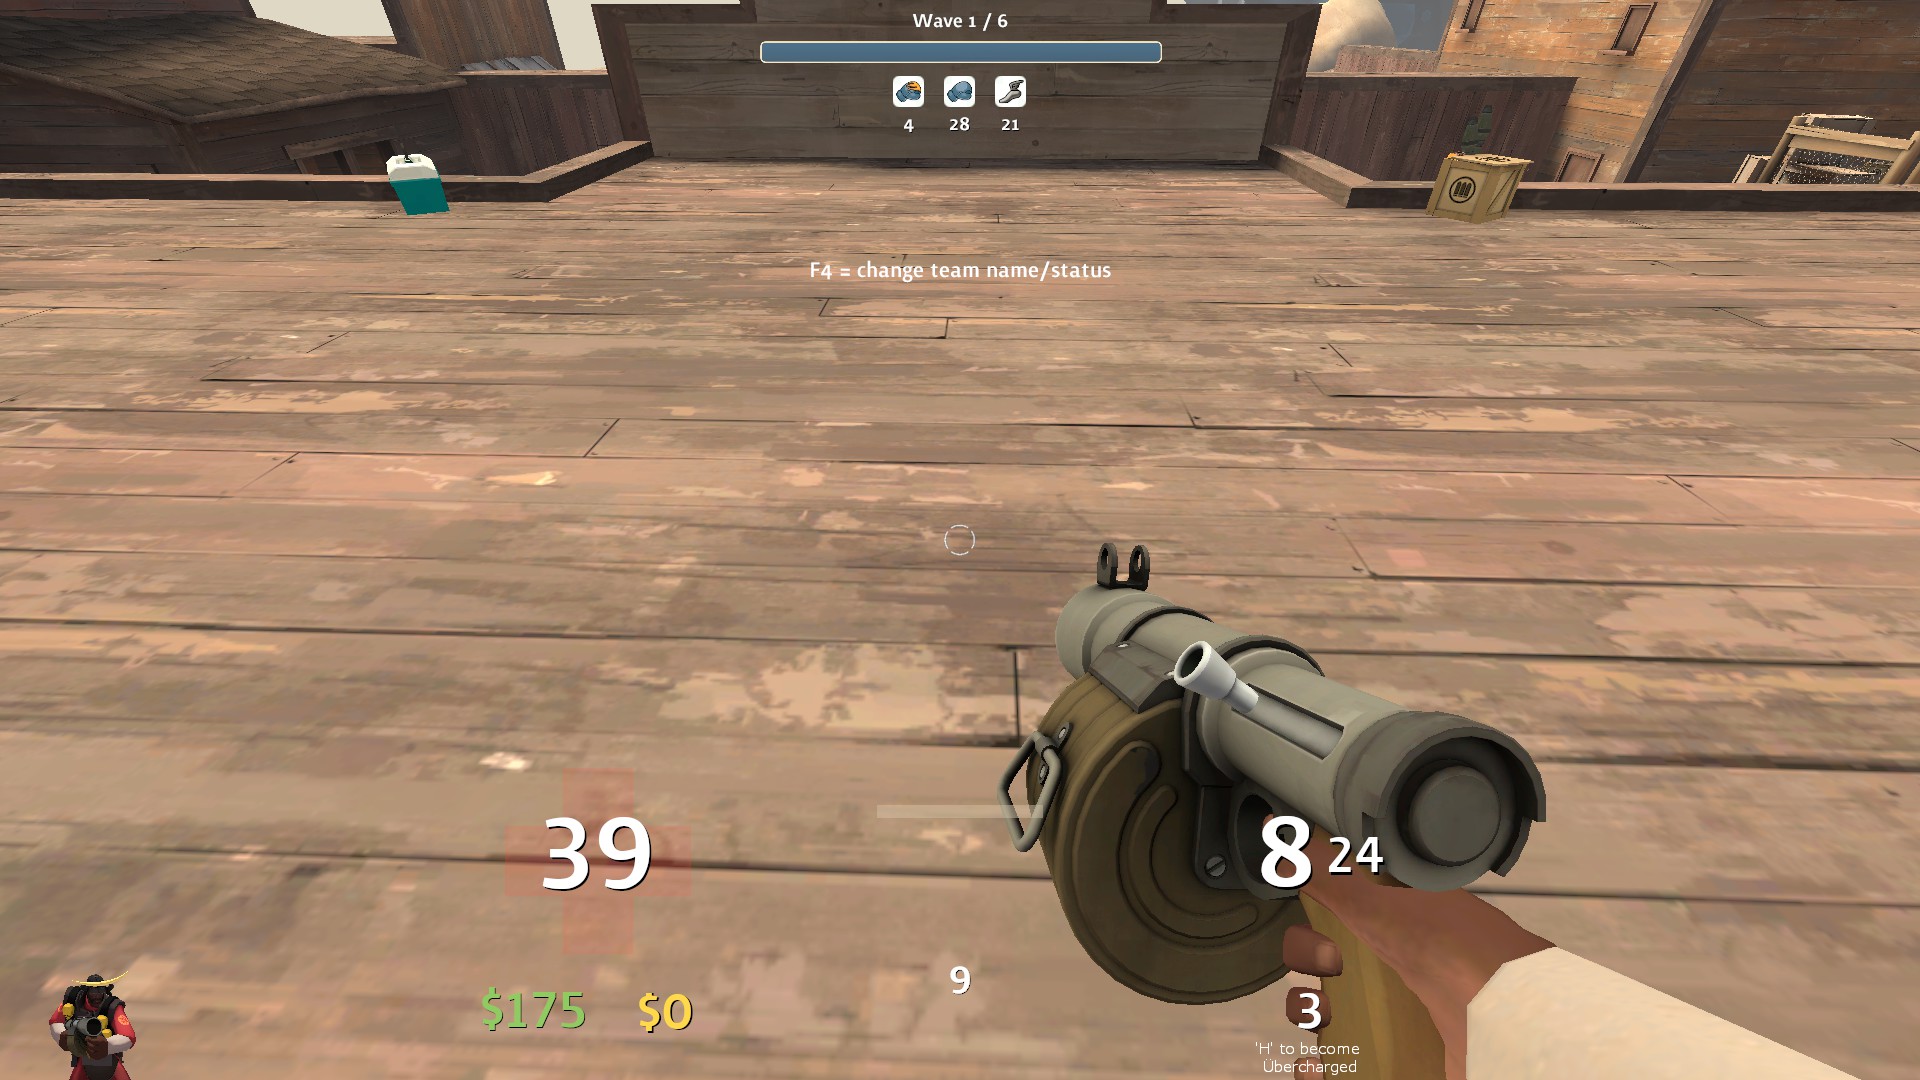 Wave 1 / 6
4 28 21
F4 = change team name/status
39
8 24
$175 $0
9
3
'H' to become
Übercharged